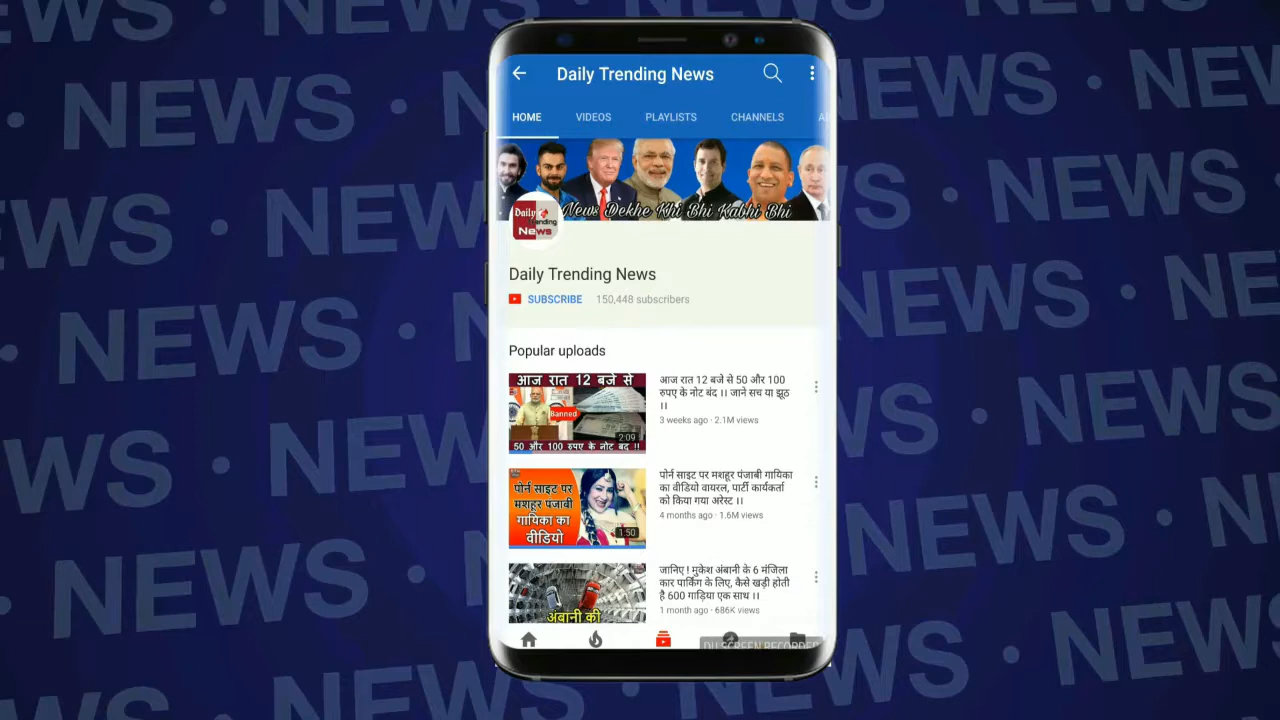 NEWS
Daily Trending News
HOME VIDEOS PLAYLISTS CHANNELS
News Dekhe Khi Bhi Kabhi Bhi
Daily
Trending
News
Daily Trending News
SUBSCRIBE 150,448 subscribers
Popular uploads
आज रात 12 बजे से
Banned
2:09
50 और 100 रुपए के नोट बंद !!
आज रात 12 बजे से 50 और 100
रुपए के नोट बंद ।। जाने सच या झूठ
।।
3 weeks ago · 2.1M views
पोर्न साइट पर
मशहूर पंजाबी
गायिका का
वीडियो
1:50
पोर्न साइट पर मशहूर पंजाबी गायिका
का वीडियो वायरल, पार्टी कार्यकर्ता
को किया गया अरेस्ट ।।
4 months ago · 1.6M views
अंबानी की
जानिए ! मुकेश अंबानी के 6 मंजिला
कार पार्किंग के लिए, कैसे खड़ी होती
है 600 गाड़िया एक साथ ।।
1 month ago · 686K views
DU SCREEN RECORDER